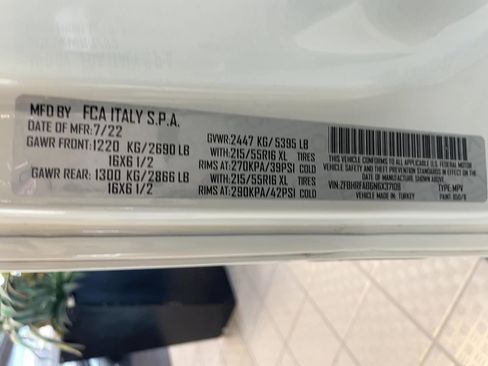 MFD BY FCA ITALY S.P.A.
DATE OF MFR: 7/22
GAWR FRONT: 1220 KG/2690 LB
16X6 1/2
GAWR REAR: 1300 KG/2866 LB
16X6 1/2
GVWR: 2447 KG/5395 LB
WITH: 215/55R16 XL TIRES
RIMS AT: 270KPA/39PSI COLD
WITH: 215/55R16 XL TIRES
RIMS AT: 290KPA/42PSI COLD
THIS VEHICLE CONFORMS TO ALL APPLICABLE U.S. FEDERAL MOTOR
VEHICLE SAFETY AND THEFT PREVENTION STANDARDS IN EFFECT ON THE
DATE OF MANUFACTURE SHOWN ABOVE.
TYPE: MPV
VEHICLE MADE IN: TURKEY